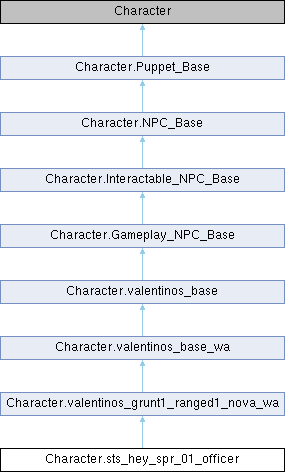 Character
Character.Puppet_Base
Character.NPC_Base
Character.Interactable_NPC_Base
Character.Gameplay_NPC_Base
Character.valentinos_base
Character.valentinos_base_wa
Character.valentinos_grunt1_ranged1_nova_wa
Character.sts_hey_spr_01_officer